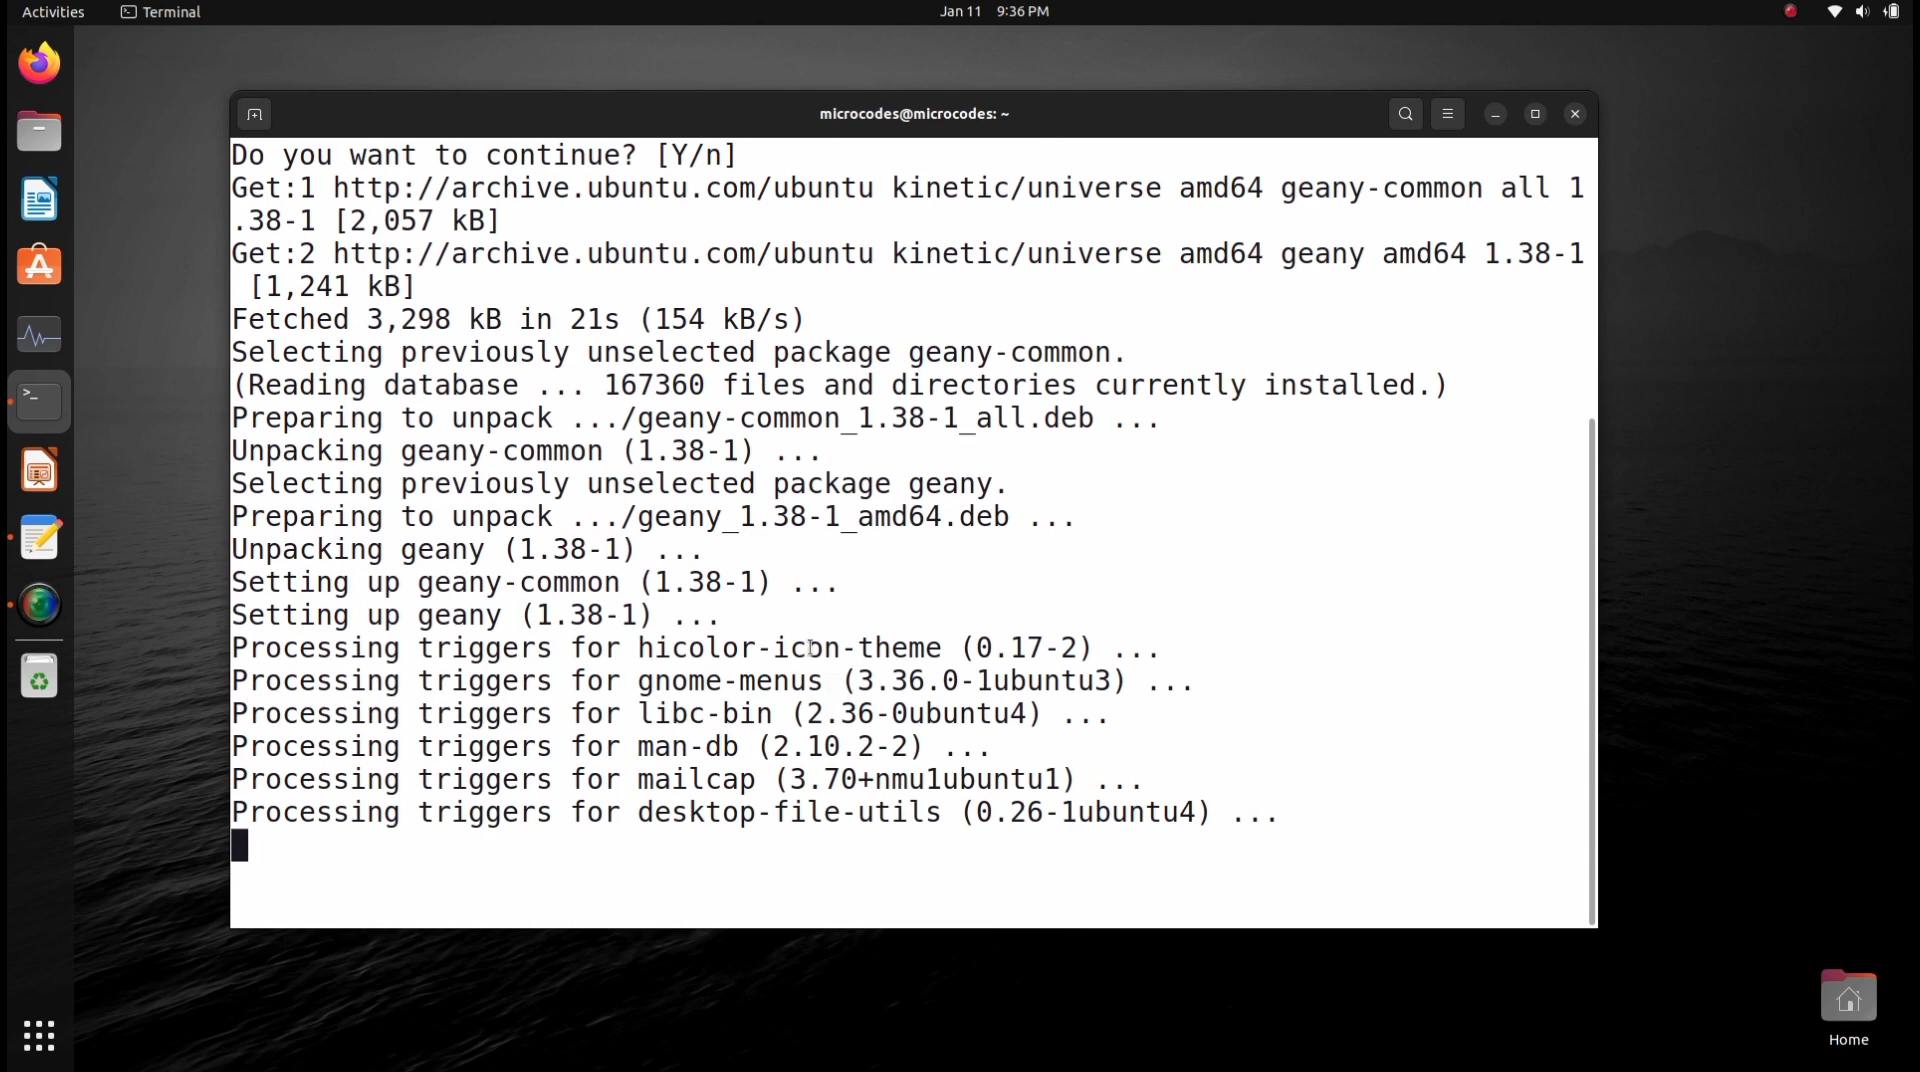 Activities
Terminal
Jan 11 9:36 PM
microcodes@microcodes: ~
Do you want to continue? [Y/n]
Get:1 http://archive.ubuntu.com/ubuntu kinetic/universe amd64 geany-common all 1
.38-1 [2,057 kB]
Get:2 http://archive.ubuntu.com/ubuntu kinetic/universe amd64 geany amd64 1.38-1
[1,241 kB]
Fetched 3,298 kB in 21s (154 kB/s)
Selecting previously unselected package geany-common.
(Reading database ... 167360 files and directories currently installed.)
Preparing to unpack .../geany-common_1.38-1_all.deb ...
Unpacking geany-common (1.38-1) ...
Selecting previously unselected package geany.
Preparing to unpack .../geany_1.38-1_amd64.deb ...
Unpacking geany (1.38-1) ...
Setting up geany-common (1.38-1) ...
Setting up geany (1.38-1) ...
Processing triggers for hicolor-icon-theme (0.17-2) ...
Processing triggers for gnome-menus (3.36.0-1ubuntu3) ...
Processing triggers for libc-bin (2.36-0ubuntu4) ...
Processing triggers for man-db (2.10.2-2) ...
Processing triggers for mailcap (3.70+nmu1ubuntu1) ...
Processing triggers for desktop-file-utils (0.26-1ubuntu4) ...
Home